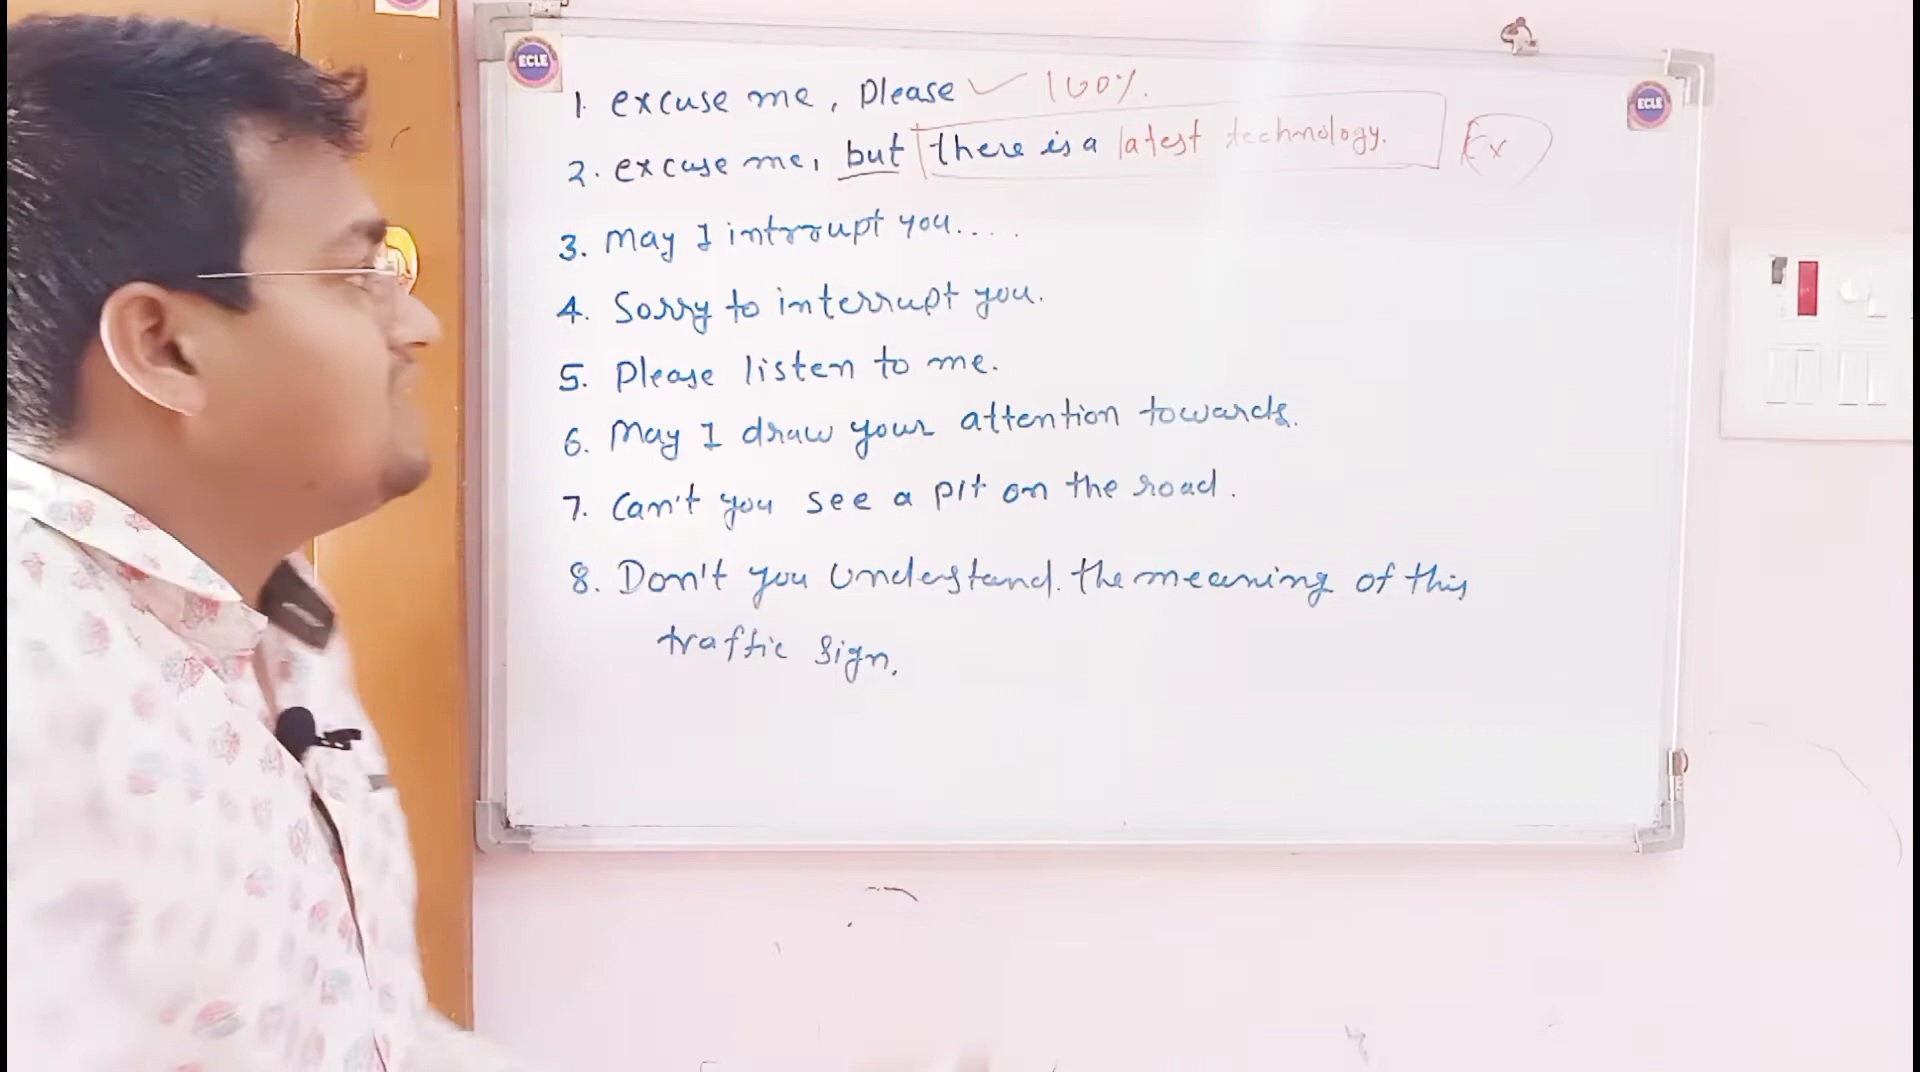 ECLE
ECLE
1. excuse me, Please ✓ 100%.
2. excuse me, but there is a latest technology. Ex
3. May I intrrupt you....
4. Sorry to interrupt you.
5. Please listen to me.
6. May I draw your attention towards.
7. Can't you see a pit on the road.
8. Don't you understand. the meaning of this
traffic sign.